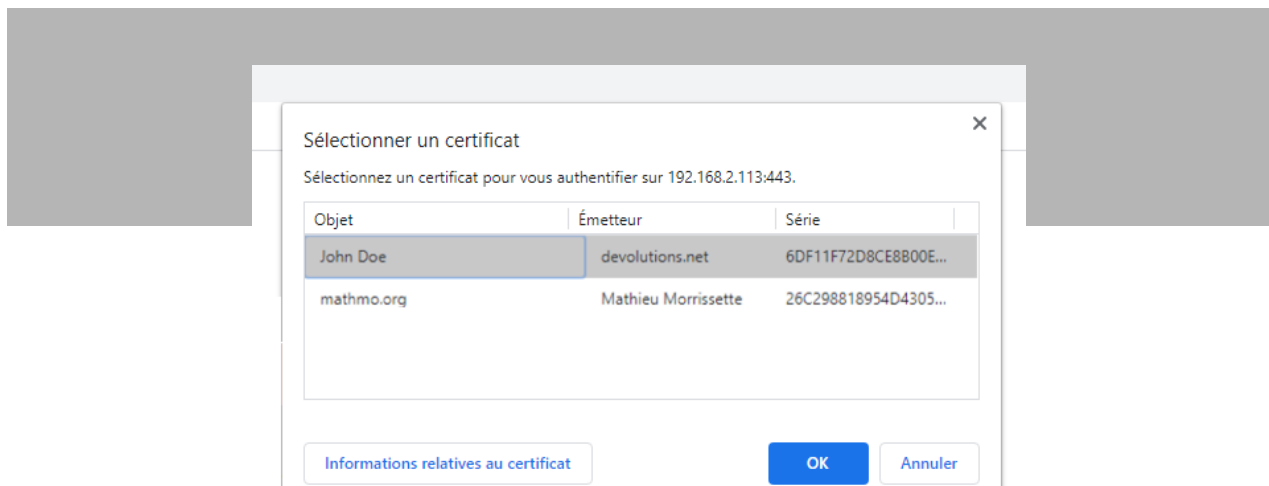 Sélectionner un certificat
Sélectionnez un certificat pour vous authentifier sur 192.168.2.113:443.
Objet Émetteur Série
John Doe devolutions.net 6DF11F72D8CE8B00E...
mathmo.org Mathieu Morrissette 26C298818954D4305...
Informations relatives au certificat OK Annuler